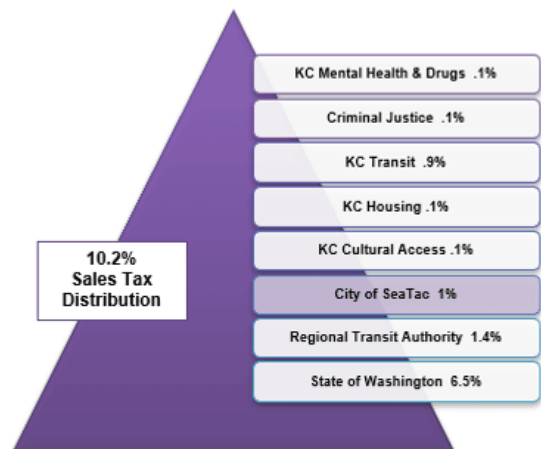 KC Mental Health & Drugs .1%
Criminal Justice .1%
KC Transit .9%
KC Housing .1%
KC Cultural Access .1%
10.2%
Sales Tax
Distribution
City of SeaTac 1%
Regional Transit Authority 1.4%
State of Washington 6.5%